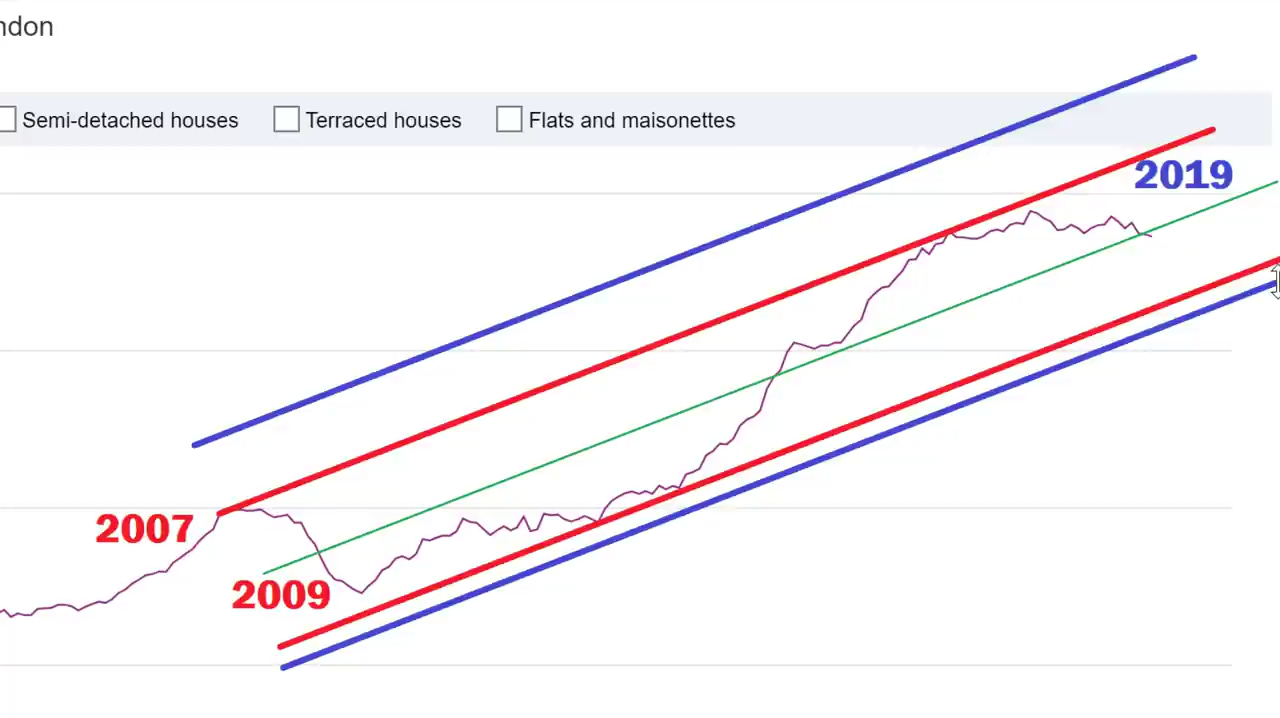 ndon
Semi-detached houses Terraced houses Flats and maisonettes
2019
2007
2009